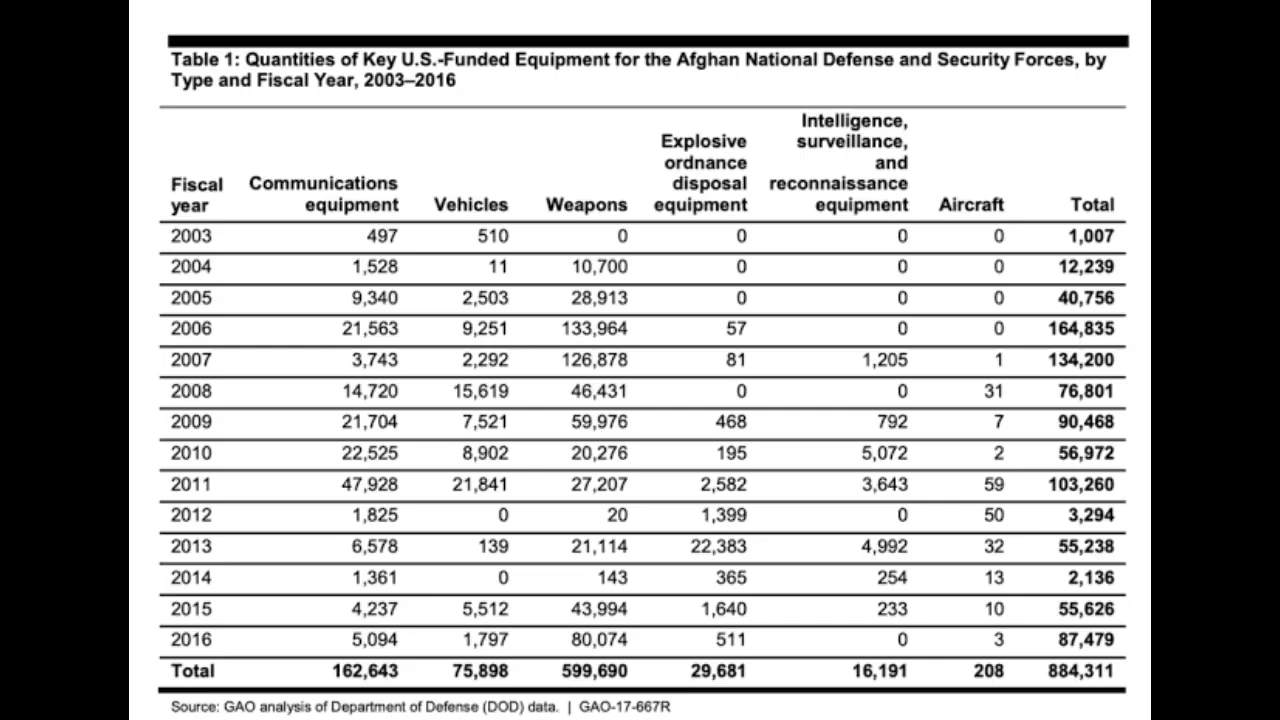 Table 1: Quantities of Key U.S.-Funded Equipment for the Afghan National Defense and Security Forces, by
Type and Fiscal Year, 2003–2016
Fiscal year Communications equipment Vehicles Weapons Explosive ordnance disposal equipment Intelligence, surveillance, and reconnaissance equipment Aircraft Total
2003 497 510 0 0 0 0 1,007
2004 1,528 11 10,700 0 0 0 12,239
2005 9,340 2,503 28,913 0 0 0 40,756
2006 21,563 9,251 133,964 57 0 0 164,835
2007 3,743 2,292 126,878 81 1,205 1 134,200
2008 14,720 15,619 46,431 0 0 31 76,801
2009 21,704 7,521 59,976 468 792 7 90,468
2010 22,525 8,902 20,276 195 5,072 2 56,972
2011 47,928 21,841 27,207 2,582 3,643 59 103,260
2012 1,825 0 20 1,399 0 50 3,294
2013 6,578 139 21,114 22,383 4,992 32 55,238
2014 1,361 0 143 365 254 13 2,136
2015 4,237 5,512 43,994 1,640 233 10 55,626
2016 5,094 1,797 80,074 511 0 3 87,479
Total 162,643 75,898 599,690 29,681 16,191 208 884,311
Source: GAO analysis of Department of Defense (DOD) data. | GAO-17-667R